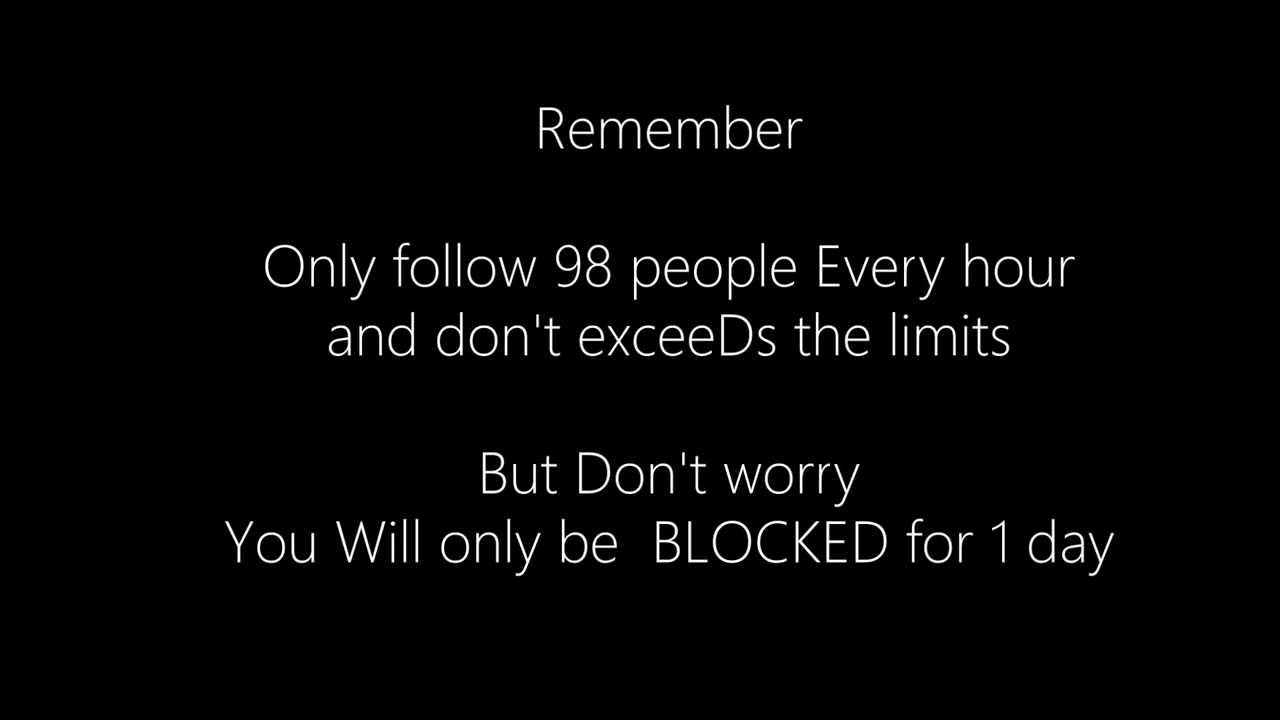 Remember
Only follow 98 people Every hour
and don't exceeDs the limits
But Don't worry
You Will only be  BLOCKED for 1 day